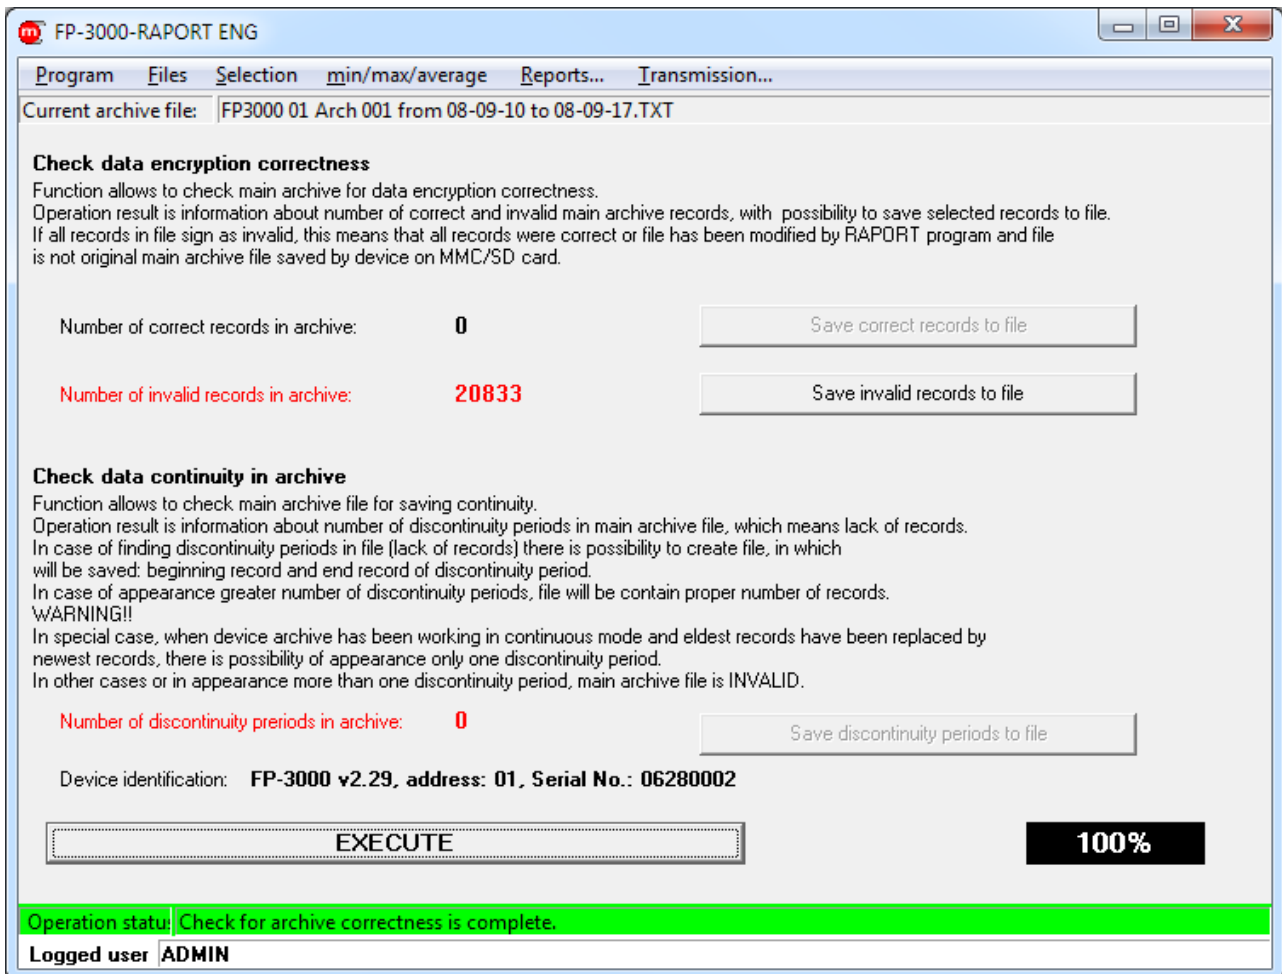 FP-3000-RAPORT ENG
Program Files Selection min/max/average Reports... Transmission...
Current archive file: FP3000 01 Arch 001 from 08-09-10 to 08-09-17.TXT
Check data encryption correctness
Function allows to check main archive for data encryption correctness.
Operation result is information about number of correct and invalid main archive records, with possibility to save selected records to file.
If all records in file sign as invalid, this means that all records were correct or file has been modified by RAPORT program and file
is not original main archive file saved by device on MMC/SD card.
Number of correct records in archive: 0 Save correct records to file
Number of invalid records in archive: 20833 Save invalid records to file
Check data continuity in archive
Function allows to check main archive file for saving continuity.
Operation result is information about number of discontinuity periods in main archive file, which means lack of records.
In case of finding discontinuity periods in file (lack of records) there is possibility to create file, in which
will be saved: beginning record and end record of discontinuity period.
In case of appearance greater number of discontinuity periods, file will be contain proper number of records.
WARNING!!
In special case, when device archive has been working in continuous mode and eldest records have been replaced by
newest records, there is possibility of appearance only one discontinuity period.
In other cases or in appearance more than one discontinuity period, main archive file is INVALID.
Number of discontinuity preriods in archive: 0 Save discontinuity periods to file
Device identification: FP-3000 v2.29, address: 01, Serial No.: 06280002
EXECUTE 100%
Operation status Check for archive correctness is complete.
Logged user ADMIN